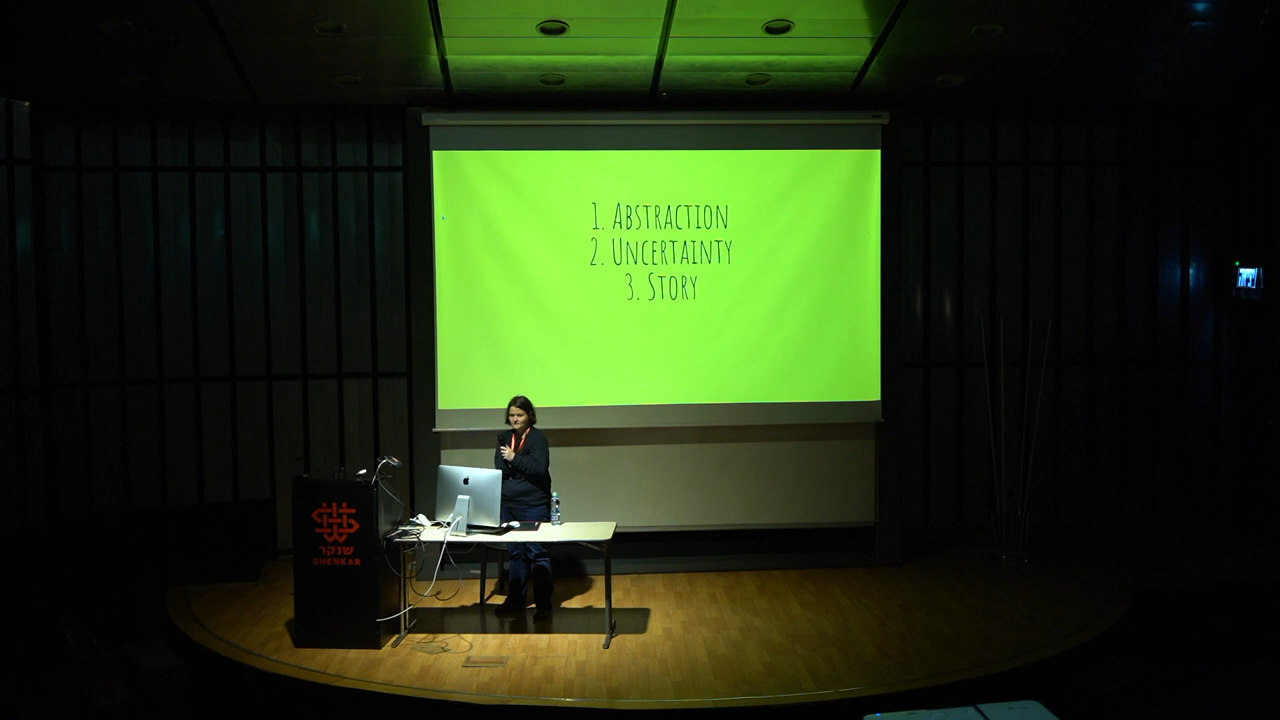 1. Abstraction
2. Uncertainty
3. Story
שנקר
SHENKAR